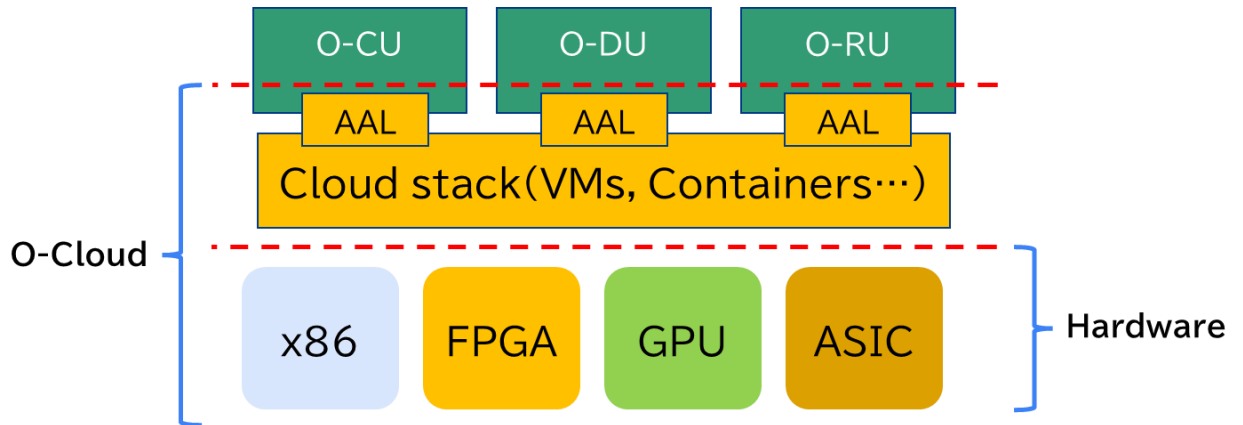 O-CU
O-DU
O-RU
AAL
AAL
AAL
Cloud stack(VMs, Containers…)
O-Cloud
x86
FPGA
GPU
ASIC
Hardware